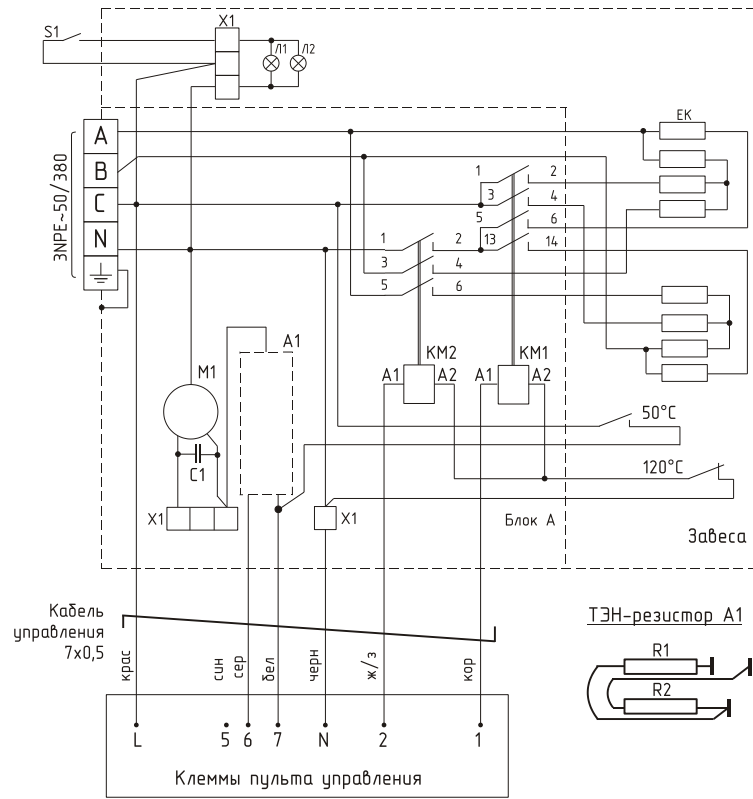 S1
X1
Л1 Л2
A
B
C
N
3NPE~50/380
EK
1 2
3 4
5 6
13 14
1 2
3 4
5 6
KM2
KM1
A1 A2
A1 A2
M1
C1
A1
X1
X1
50°C
120°C
Блок А
Завеса
Кабель
управления
7х0,5
крас
син
сер
бел
черн
ж/з
кор
L 5 6 7 N 2 1
Клеммы пульта управления
ТЭН-резистор А1
R1
R2